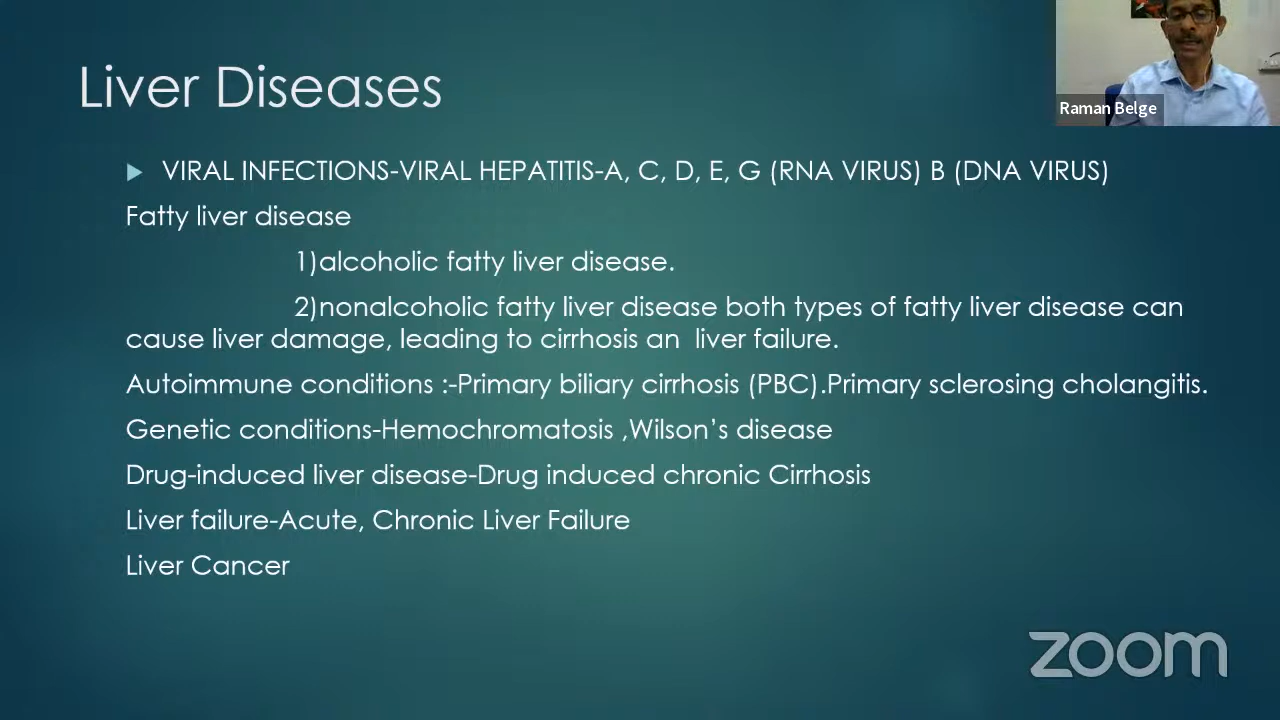 Liver Diseases
Raman Belge
VIRAL INFECTIONS-VIRAL HEPATITIS-A, C, D, E, G (RNA VIRUS) B (DNA VIRUS)
Fatty liver disease
1)alcoholic fatty liver disease.
2)nonalcoholic fatty liver disease both types of fatty liver disease can
cause liver damage, leading to cirrhosis an liver failure.
Autoimmune conditions :-Primary biliary cirrhosis (PBC).Primary sclerosing cholangitis.
Genetic conditions-Hemochromatosis ,Wilson’s disease
Drug-induced liver disease-Drug induced chronic Cirrhosis
Liver failure-Acute, Chronic Liver Failure
Liver Cancer
zoom